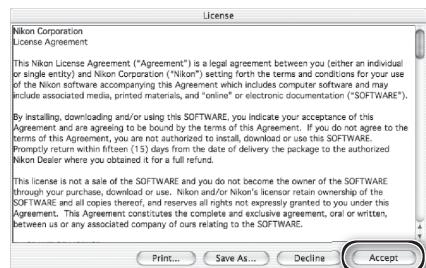 License
Nikon Corporation
License Agreement
This Nikon License Agreement ("Agreement") is a legal agreement between you (either an individual
or single entity) and Nikon Corporation ("Nikon") setting forth the terms and conditions for your use
of the Nikon software accompanying this Agreement which includes computer software and may
include associated media, printed materials, and "online" or electronic documentation ("SOFTWARE").
By installing, downloading and/or using this SOFTWARE, you indicate your acceptance of this
Agreement and are agreeing to be bound by the terms of this Agreement. If you do not agree to the
terms of this Agreement, you are not authorized to install, download or use this SOFTWARE.
Promptly return within fifteen (15) days from the date of delivery the package to the authorized
Nikon Dealer where you obtained it for a full refund.
This license is not a sale of the SOFTWARE and you do not become the owner of the SOFTWARE
through your purchase, download or use. Nikon and/or Nikon's licensor retain ownership of the
SOFTWARE and all copies thereof, and reserves all rights not expressly granted to you under this
Agreement. This Agreement constitutes the complete and exclusive agreement, oral or written,
between us or any associated company of ours relating to the SOFTWARE.
Print... Save As... Decline Accept